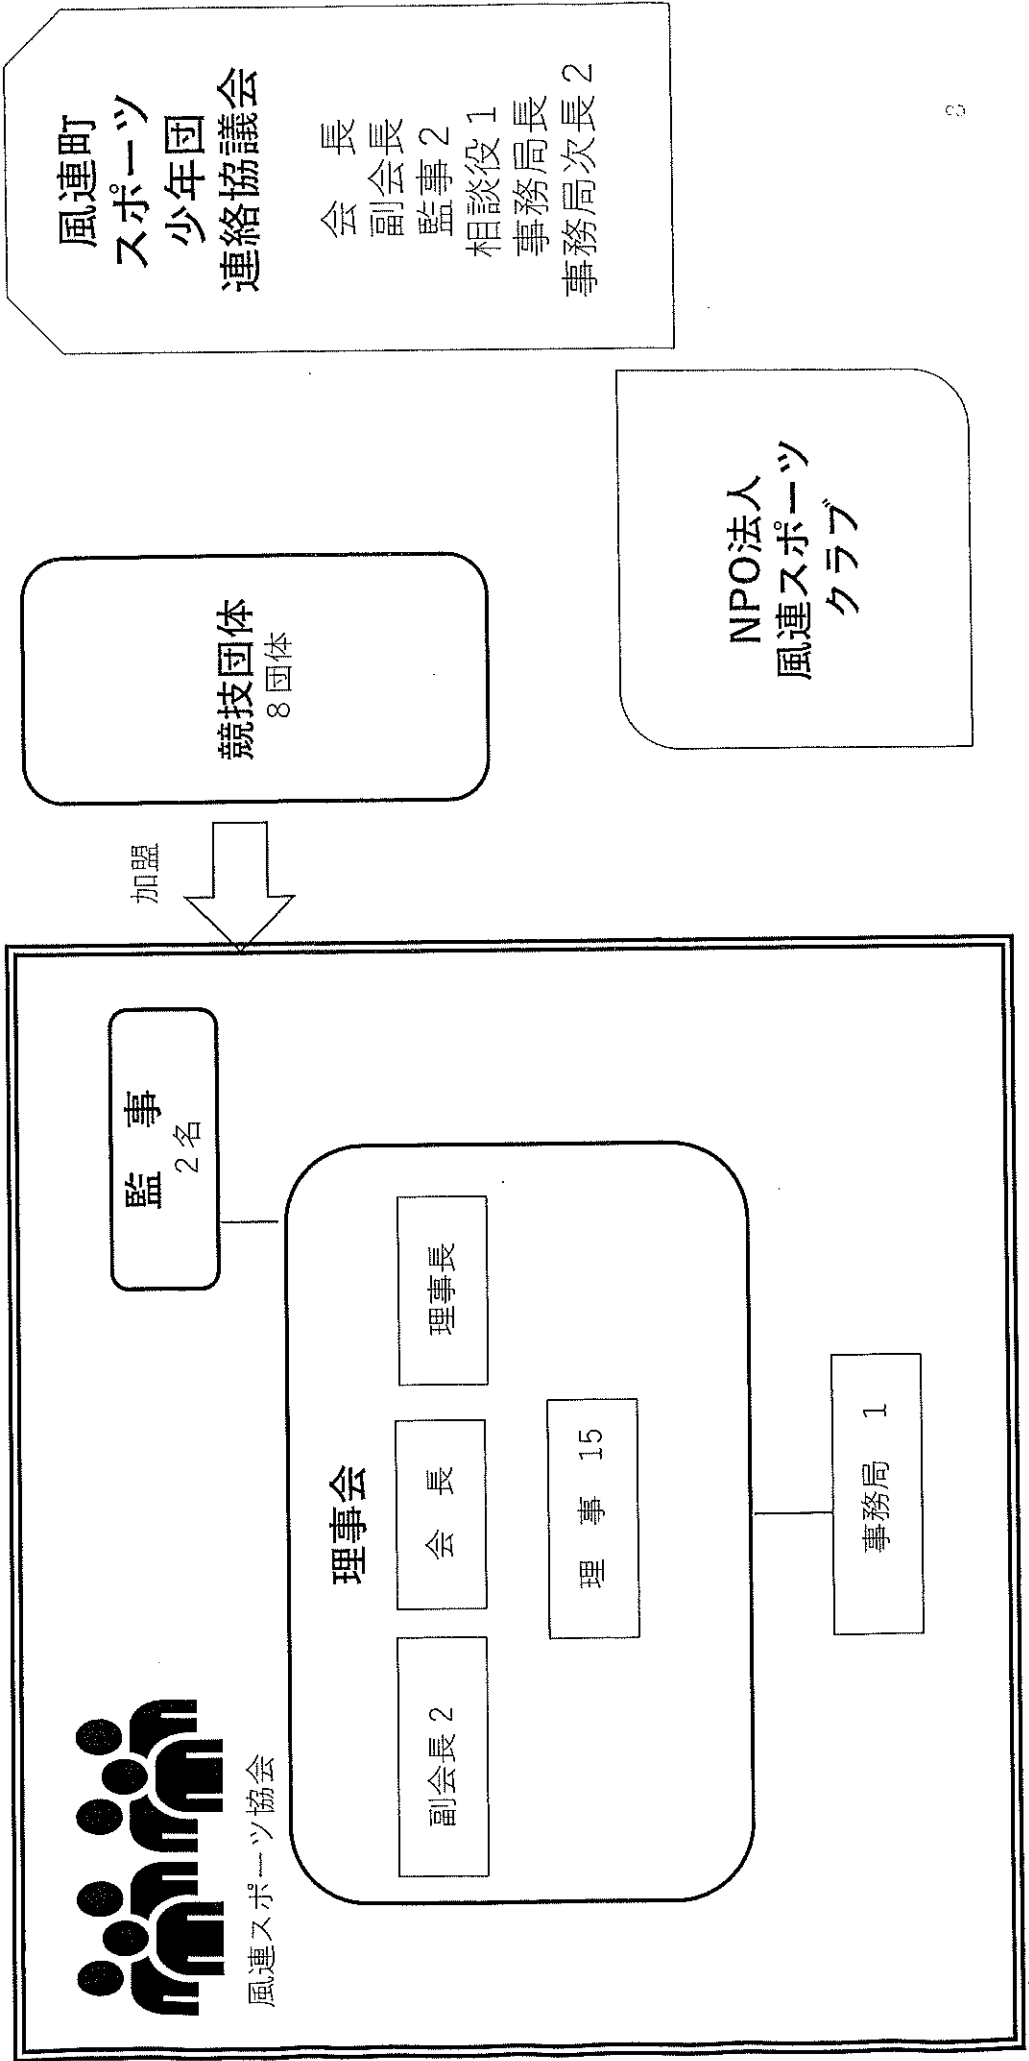 風連スポーツ協会
監　事
2名
理事会
副会長 2
会　長
理事長
理　事　15
事務局　1
加盟
競技団体
8団体
風連町
スポーツ
少年団
連絡協議会
会　長
副会長
監事 2
相談役 1
事務局長
事務局次長 2
NPO法人
風連スポーツ
クラブ